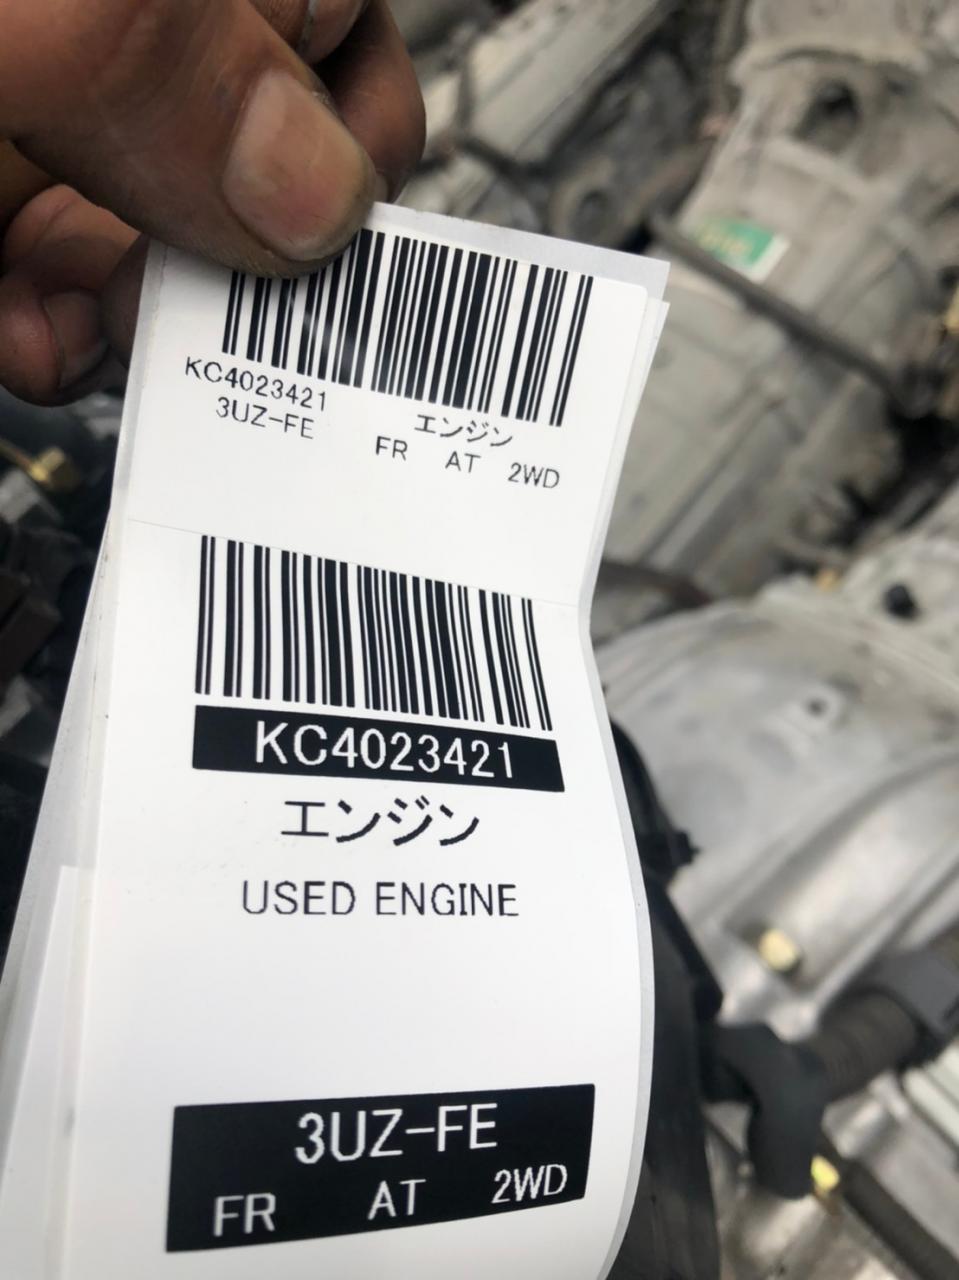 KC4023421
3UZ-FE エンジン
FR AT 2WD
KC4023421
エンジン
USED ENGINE
3UZ-FE
FR AT 2WD